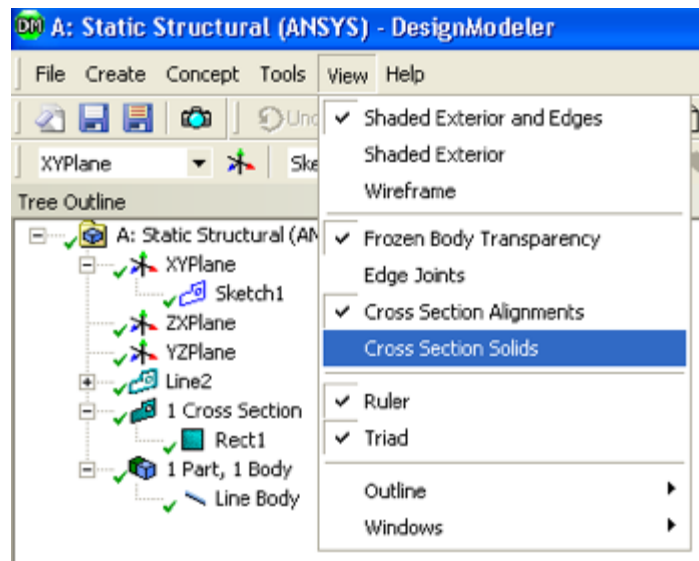 DM A: Static Structural (ANSYS) - DesignModeler
File Create Concept Tools View Help
XYPlane
Tree Outline
A: Static Structural
XYPlane
Sketch1
ZXPlane
YZPlane
Line2
1 Cross Section
Rect1
1 Part, 1 Body
Line Body
Shaded Exterior and Edges
Shaded Exterior
Wireframe
Frozen Body Transparency
Edge Joints
Cross Section Alignments
Cross Section Solids
Ruler
Triad
Outline
Windows